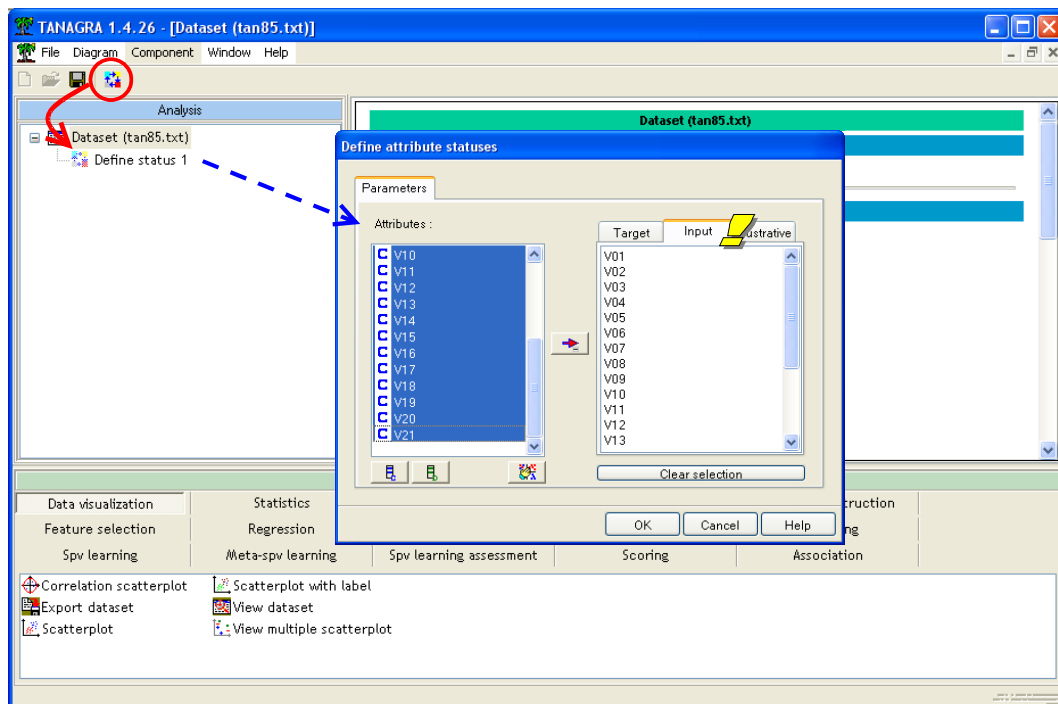 TANAGRA 1.4.26 - [Dataset (tan85.txt)]
File Diagram Component Window Help
Analysis
Dataset (tan85.txt)
Define status 1
Dataset (tan85.txt)
Define attribute statuses
Parameters
Attributes :
C V10
C V11
C V12
C V13
C V14
C V15
C V16
C V17
C V18
C V19
C V20
C V21
Target Input ustrative
V01
V02
V03
V04
V05
V06
V07
V08
V09
V10
V11
V12
V13
Clear selection
OK Cancel Help
Data visualization Statistics truction
Feature selection Regression ng
Spv learning Meta-spv learning Spv learning assessment Scoring Association
Correlation scatterplot Scatterplot with label
Export dataset View dataset
Scatterplot View multiple scatterplot